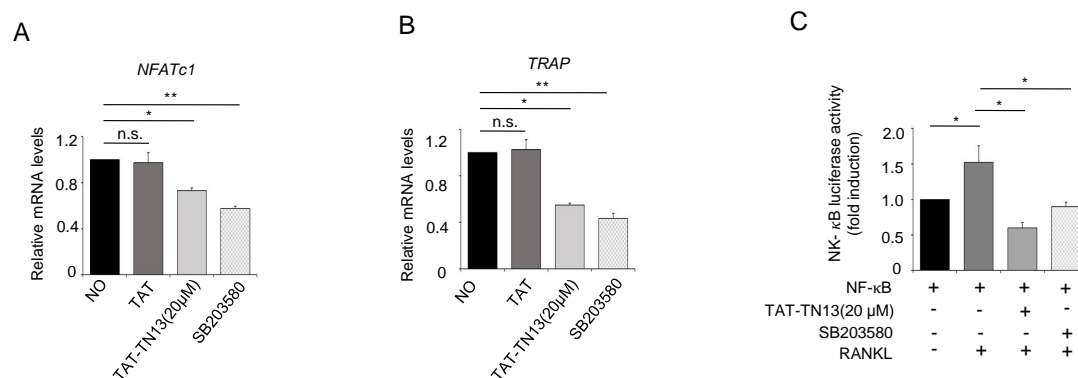 A
NFATc1
**
*
n.s.
Relative mRNA levels
1.2
0.8
0.4
0
NO
TAT
TAT-TN13(20µM)
SB203580
B
TRAP
**
*
n.s.
Relative mRNA levels
1.2
0.8
0.4
0
NO
TAT
TAT-TN13(20µM)
SB203580
C
*
*
*
NK- κB luciferase activity
(fold induction)
2.0
1.5
1.0
0.5
0.0
NF-κB + + + +
TAT-TN13(20 µM) - - + -
SB203580 - - - +
RANKL - + + +